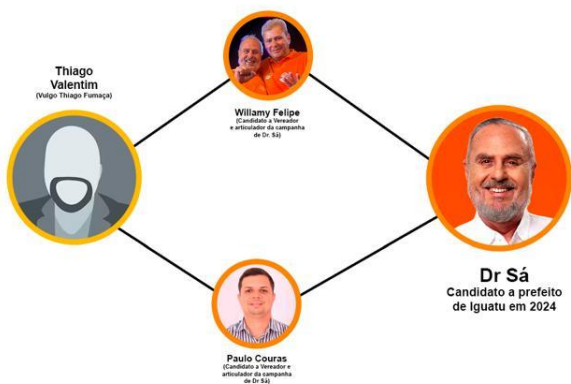 Thiago
Valentim
(Vulgo Thiago Fumaça)
Willamy Felipe
(Candidato a Vereador
e articulador da campanha
de Dr. Sá)
Dr Sá
Candidato a prefeito
de Iguatu em 2024
Paulo Couras
(Candidato a Vereador e
articulador da campanha
de Dr Sá)